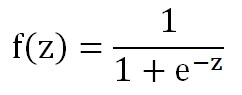 f(z) = 1 / (1 + e^{-z})